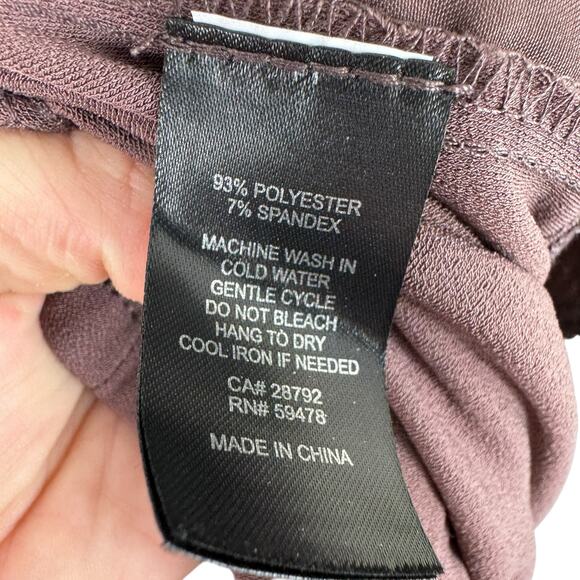 93% POLYESTER
7% SPANDEX
MACHINE WASH IN
COLD WATER
GENTLE CYCLE
DO NOT BLEACH
HANG TO DRY
COOL IRON IF NEEDED
CA# 28792
RN# 59478
MADE IN CHINA